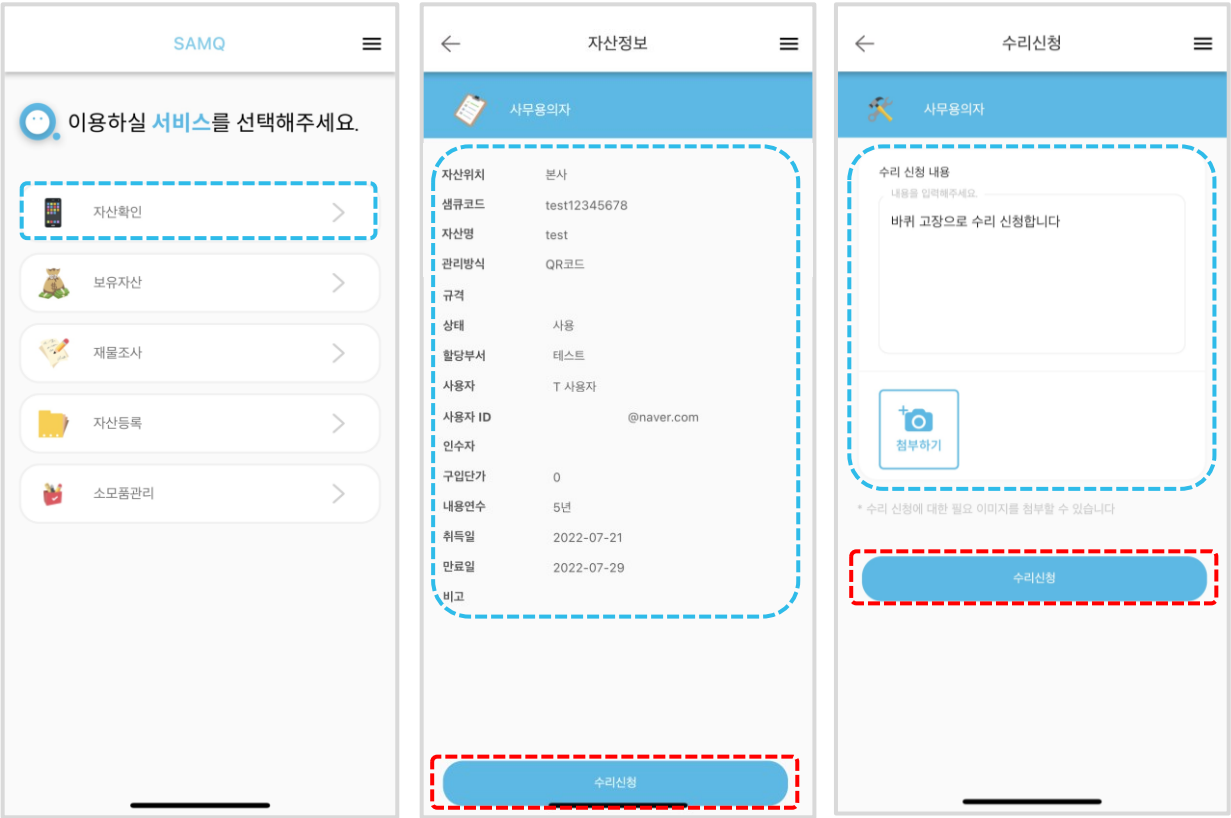 SAMQ
이용하실 서비스를 선택해주세요.
자산확인
보유자산
재물조사
자산등록
소모품관리
자산정보
사무용의자
자산위치 본사
샘큐코드 test12345678
자산명 test
관리방식 QR코드
규격
상태 사용
할당부서 테스트
사용자 T 사용자
사용자 ID @naver.com
인수자
구입단가 0
내용연수 5년
취득일 2022-07-21
만료일 2022-07-29
비고
수리신청
수리신청
사무용의자
수리 신청 내용
내용을 입력해주세요.
바퀴 고장으로 수리 신청합니다
첨부하기
* 수리 신청에 대한 필요 이미지를 첨부할 수 있습니다
수리신청